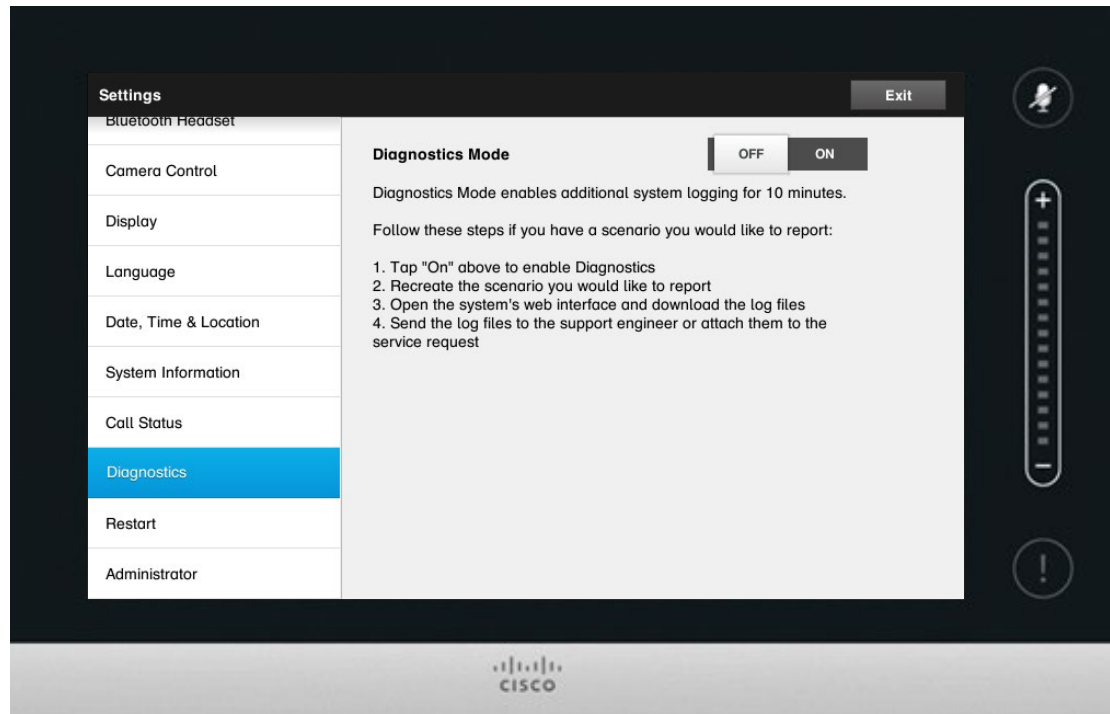 Settings
Exit
Bluetooth Headset
Camera Control
Display
Language
Date, Time & Location
System Information
Call Status
Diagnostics
Restart
Administrator
Diagnostics Mode
OFF
ON
Diagnostics Mode enables additional system logging for 10 minutes.
Follow these steps if you have a scenario you would like to report:
1. Tap "On" above to enable Diagnostics
2. Recreate the scenario you would like to report
3. Open the system's web interface and download the log files
4. Send the log files to the support engineer or attach them to the
service request
+
−
!
CISCO